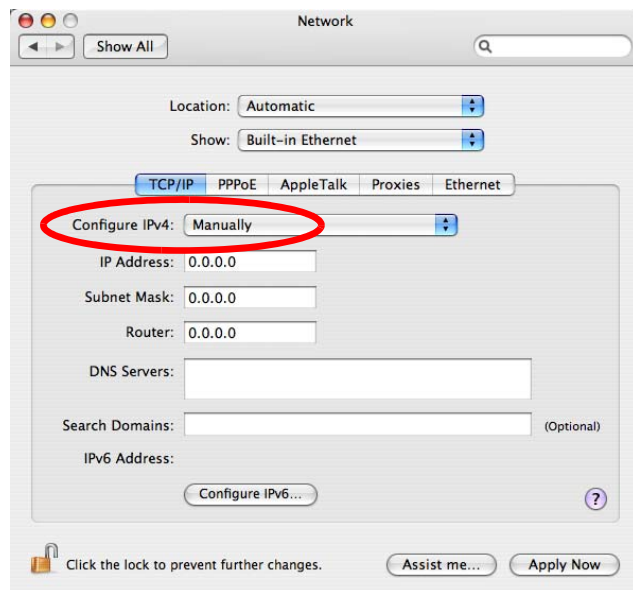 Network
Show All
Location: Automatic
Show: Built-in Ethernet
TCP/IP PPPoE AppleTalk Proxies Ethernet
Configure IPv4: Manually
IP Address: 0.0.0.0
Subnet Mask: 0.0.0.0
Router: 0.0.0.0
DNS Servers:
Search Domains: (Optional)
IPv6 Address:
Configure IPv6...
?
Click the lock to prevent further changes. Assist me... Apply Now